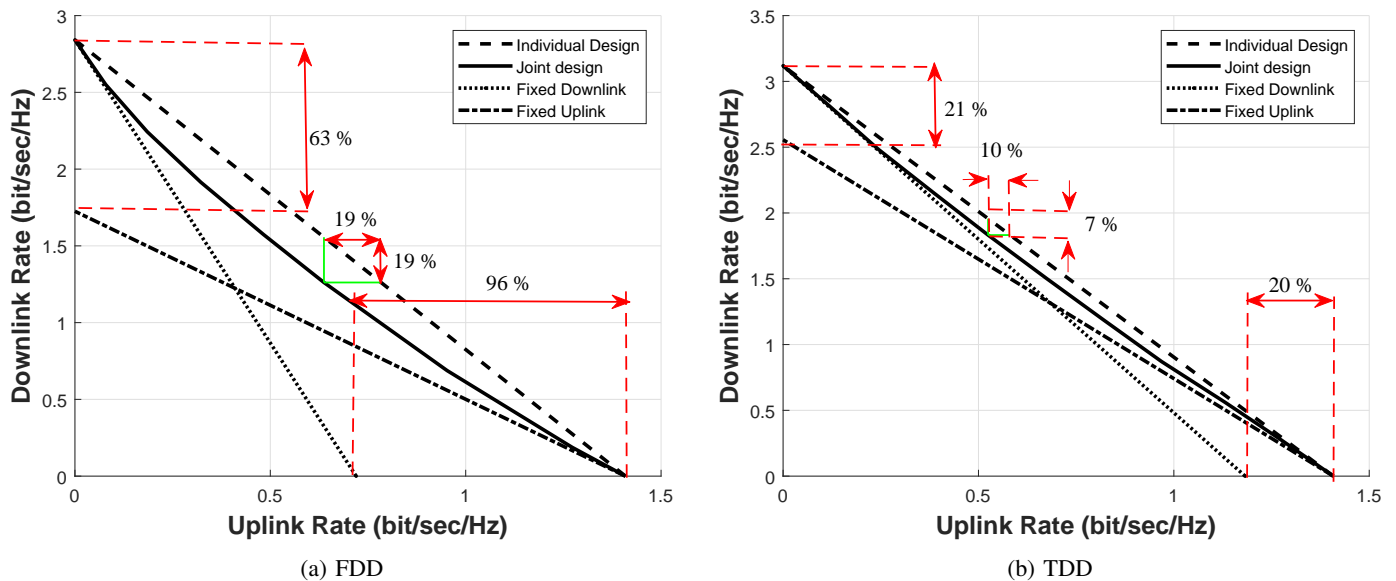 3
2.5
2
1.5
1
0.5
0
0
0.5
1
1.5
Downlink Rate (bit/sec/Hz)
Uplink Rate (bit/sec/Hz)
Individual Design
Joint design
Fixed Downlink
Fixed Uplink
63 %
19 %
19 %
96 %
(a) FDD
3.5
3
2.5
2
1.5
1
0.5
0
0
0.5
1
1.5
Downlink Rate (bit/sec/Hz)
Uplink Rate (bit/sec/Hz)
Individual Design
Joint design
Fixed Downlink
Fixed Uplink
21 %
10 %
7 %
20 %
(b) TDD